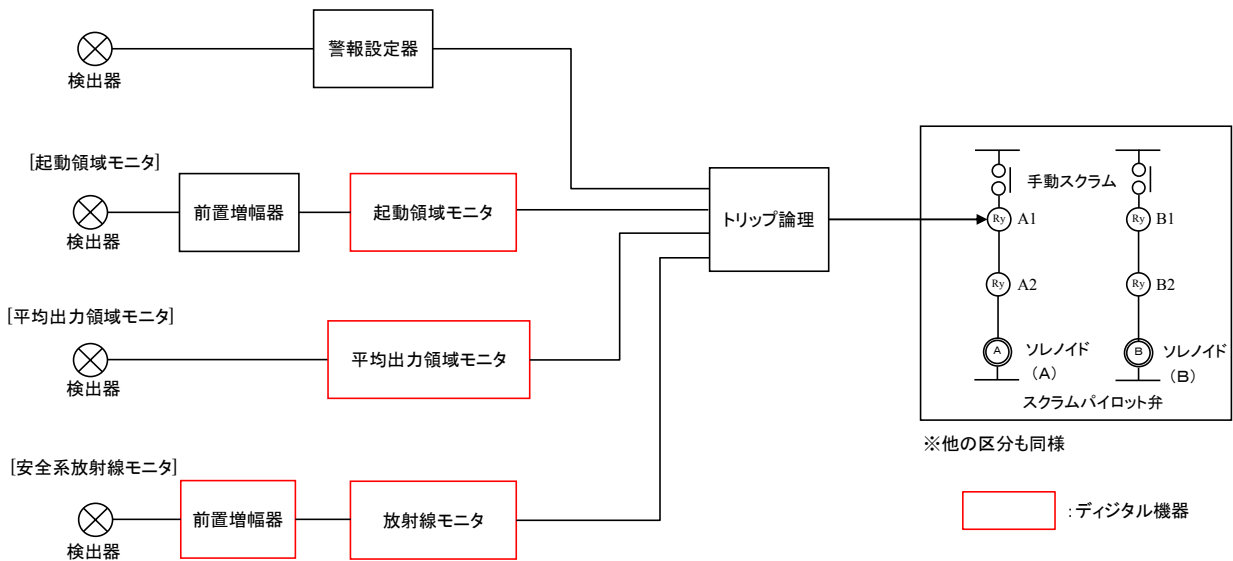 検出器
警報設定器
[起動領域モニタ]
検出器
前置増幅器
起動領域モニタ
[平均出力領域モニタ]
検出器
平均出力領域モニタ
[安全系放射線モニタ]
検出器
前置増幅器
放射線モニタ
トリップ論理
手動スクラム
Ry A1
Ry B1
Ry A2
Ry B2
A
ソレノイド
(A)
B
ソレノイド
(B)
スクラムパイロット弁
※他の区分も同様
:ディジタル機器